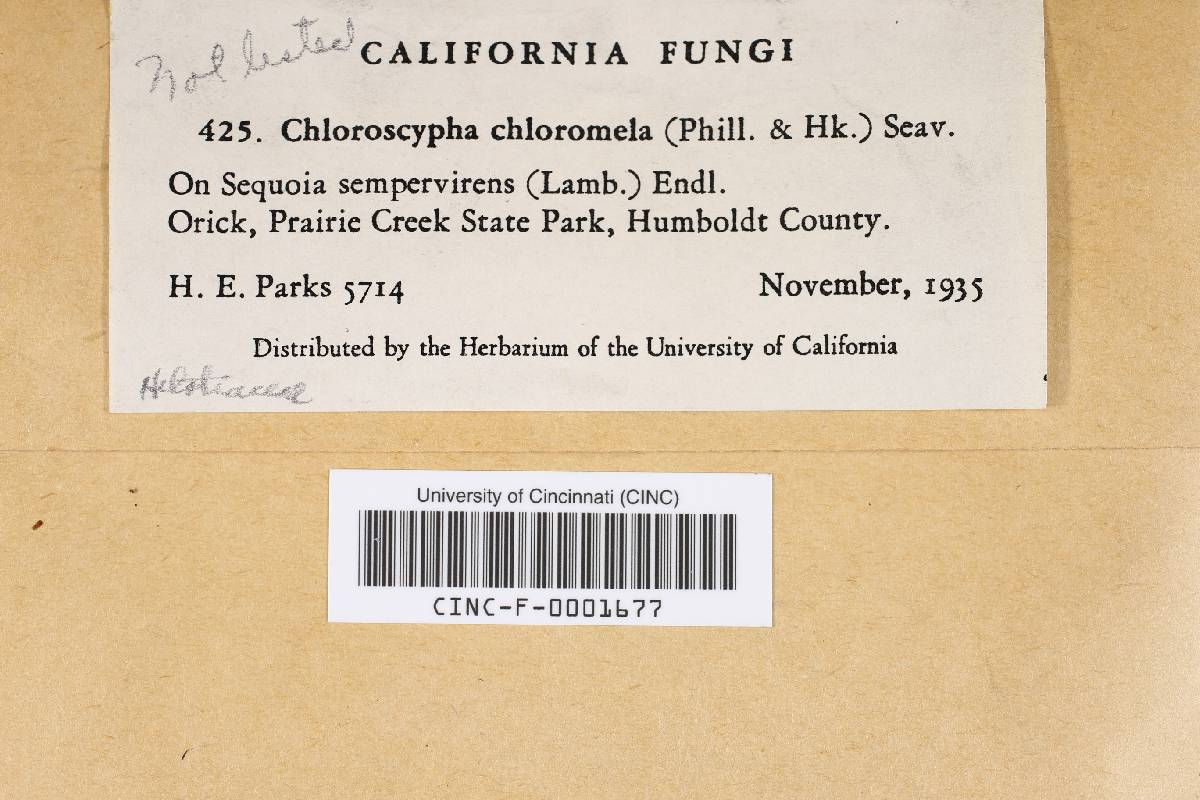 Not listed
CALIFORNIA FUNGI
425. Chloroscypha chloromela (Phill. & Hk.) Seav.
On Sequoia sempervirens (Lamb.) Endl.
Orick, Prairie Creek State Park, Humboldt County.
H. E. Parks 5714 November, 1935
Distributed by the Herbarium of the University of California
University of Cincinnati (CINC)
CINC-F-0001677